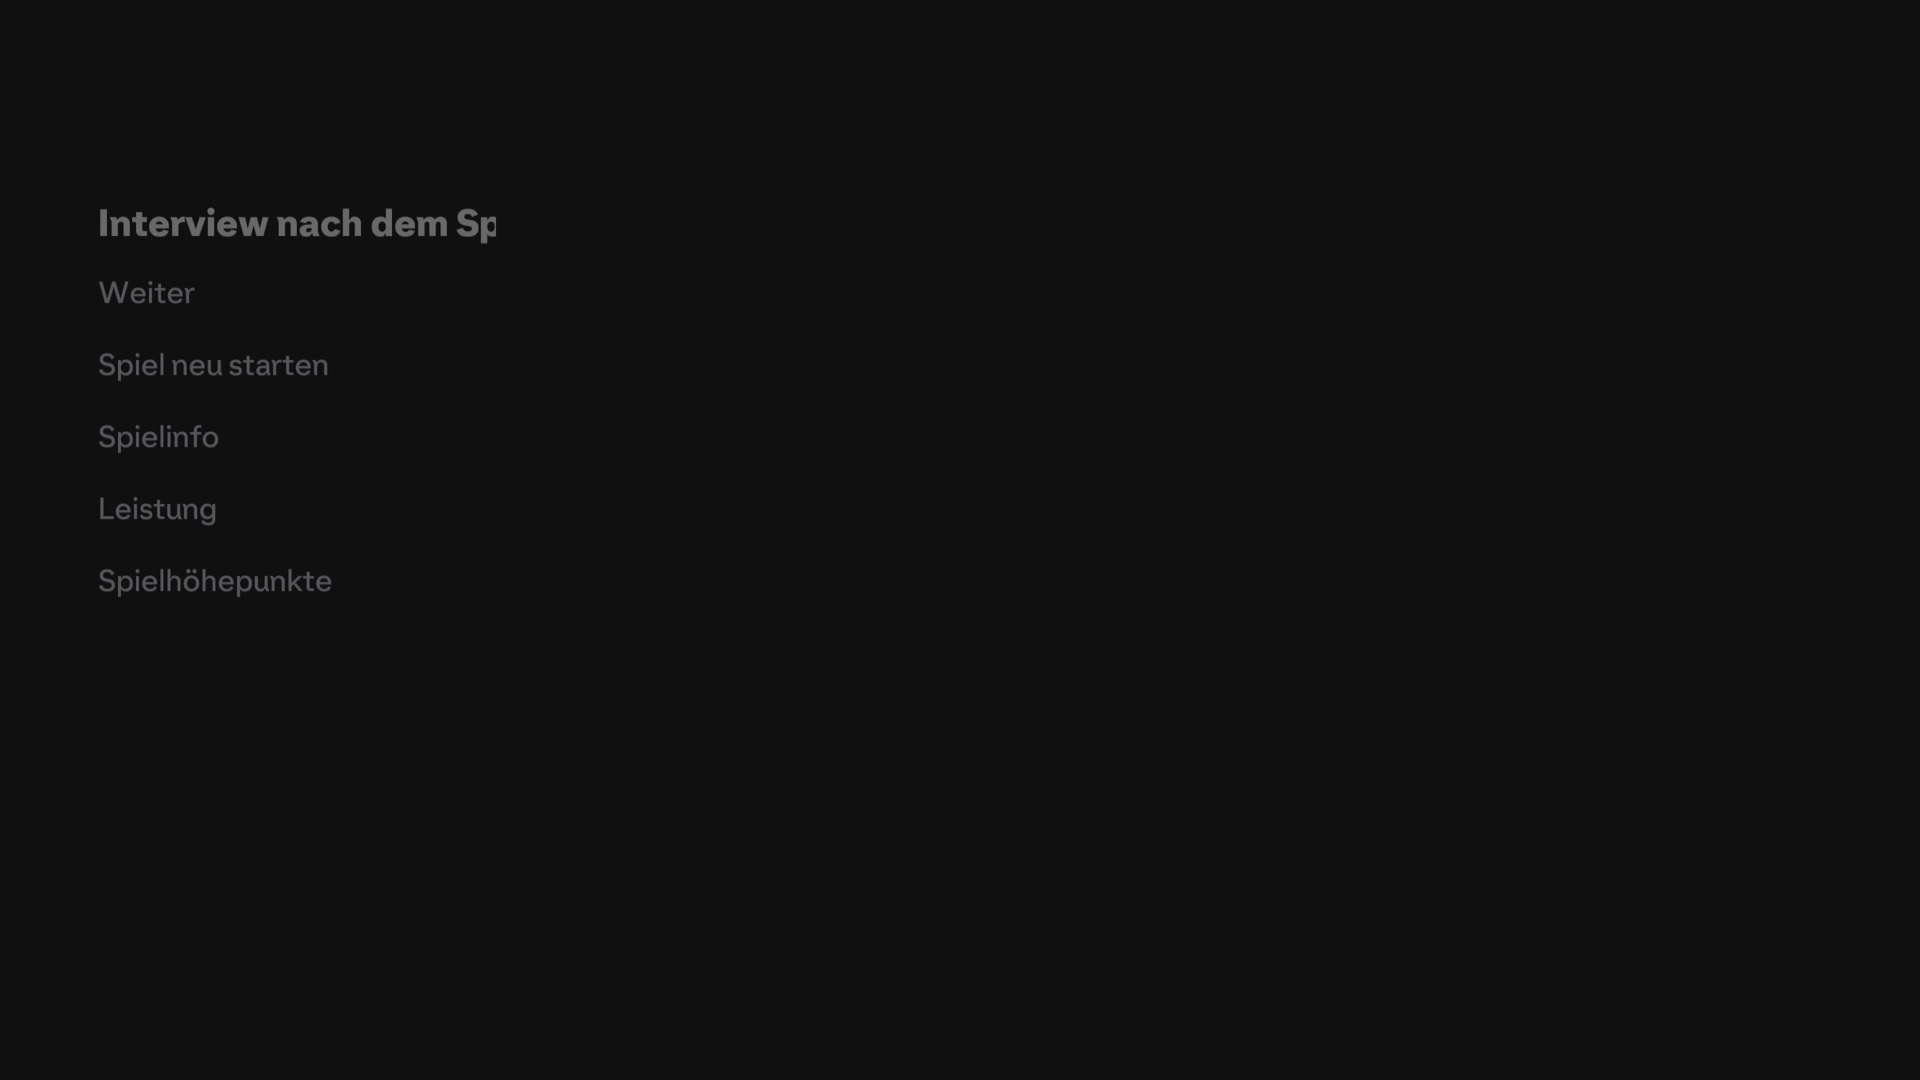 Interview nach dem Sp
Weiter
Spiel neu starten
Spielinfo
Leistung
Spielhöhepunkte